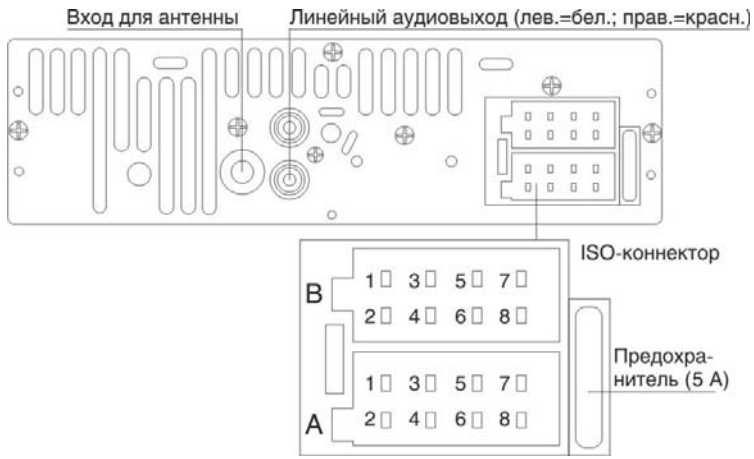 Вход для антенны
Линейный аудиовыход (лев.=бел.; прав.=красн.)
ISO-коннектор
B
1 3 5 7
2 4 6 8
A
1 3 5 7
2 4 6 8
Предохра-
нитель (5 А)